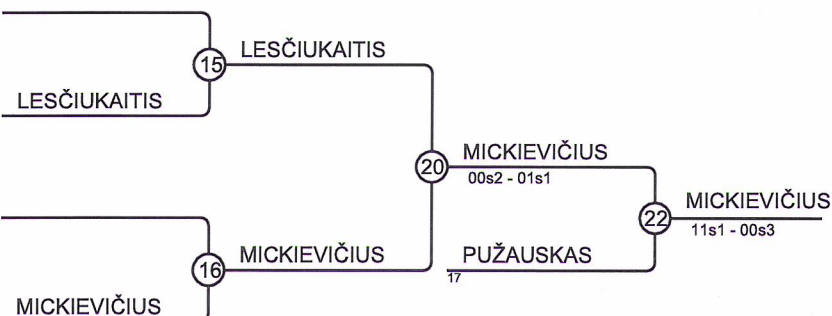 15
LESČIUKAITIS
LESČIUKAITIS
20
MICKIEVIČIUS
00s2 - 01s1
22
MICKIEVIČIUS
11s1 - 00s3
16
MICKIEVIČIUS
PUŽAUSKAS
17
MICKIEVIČIUS